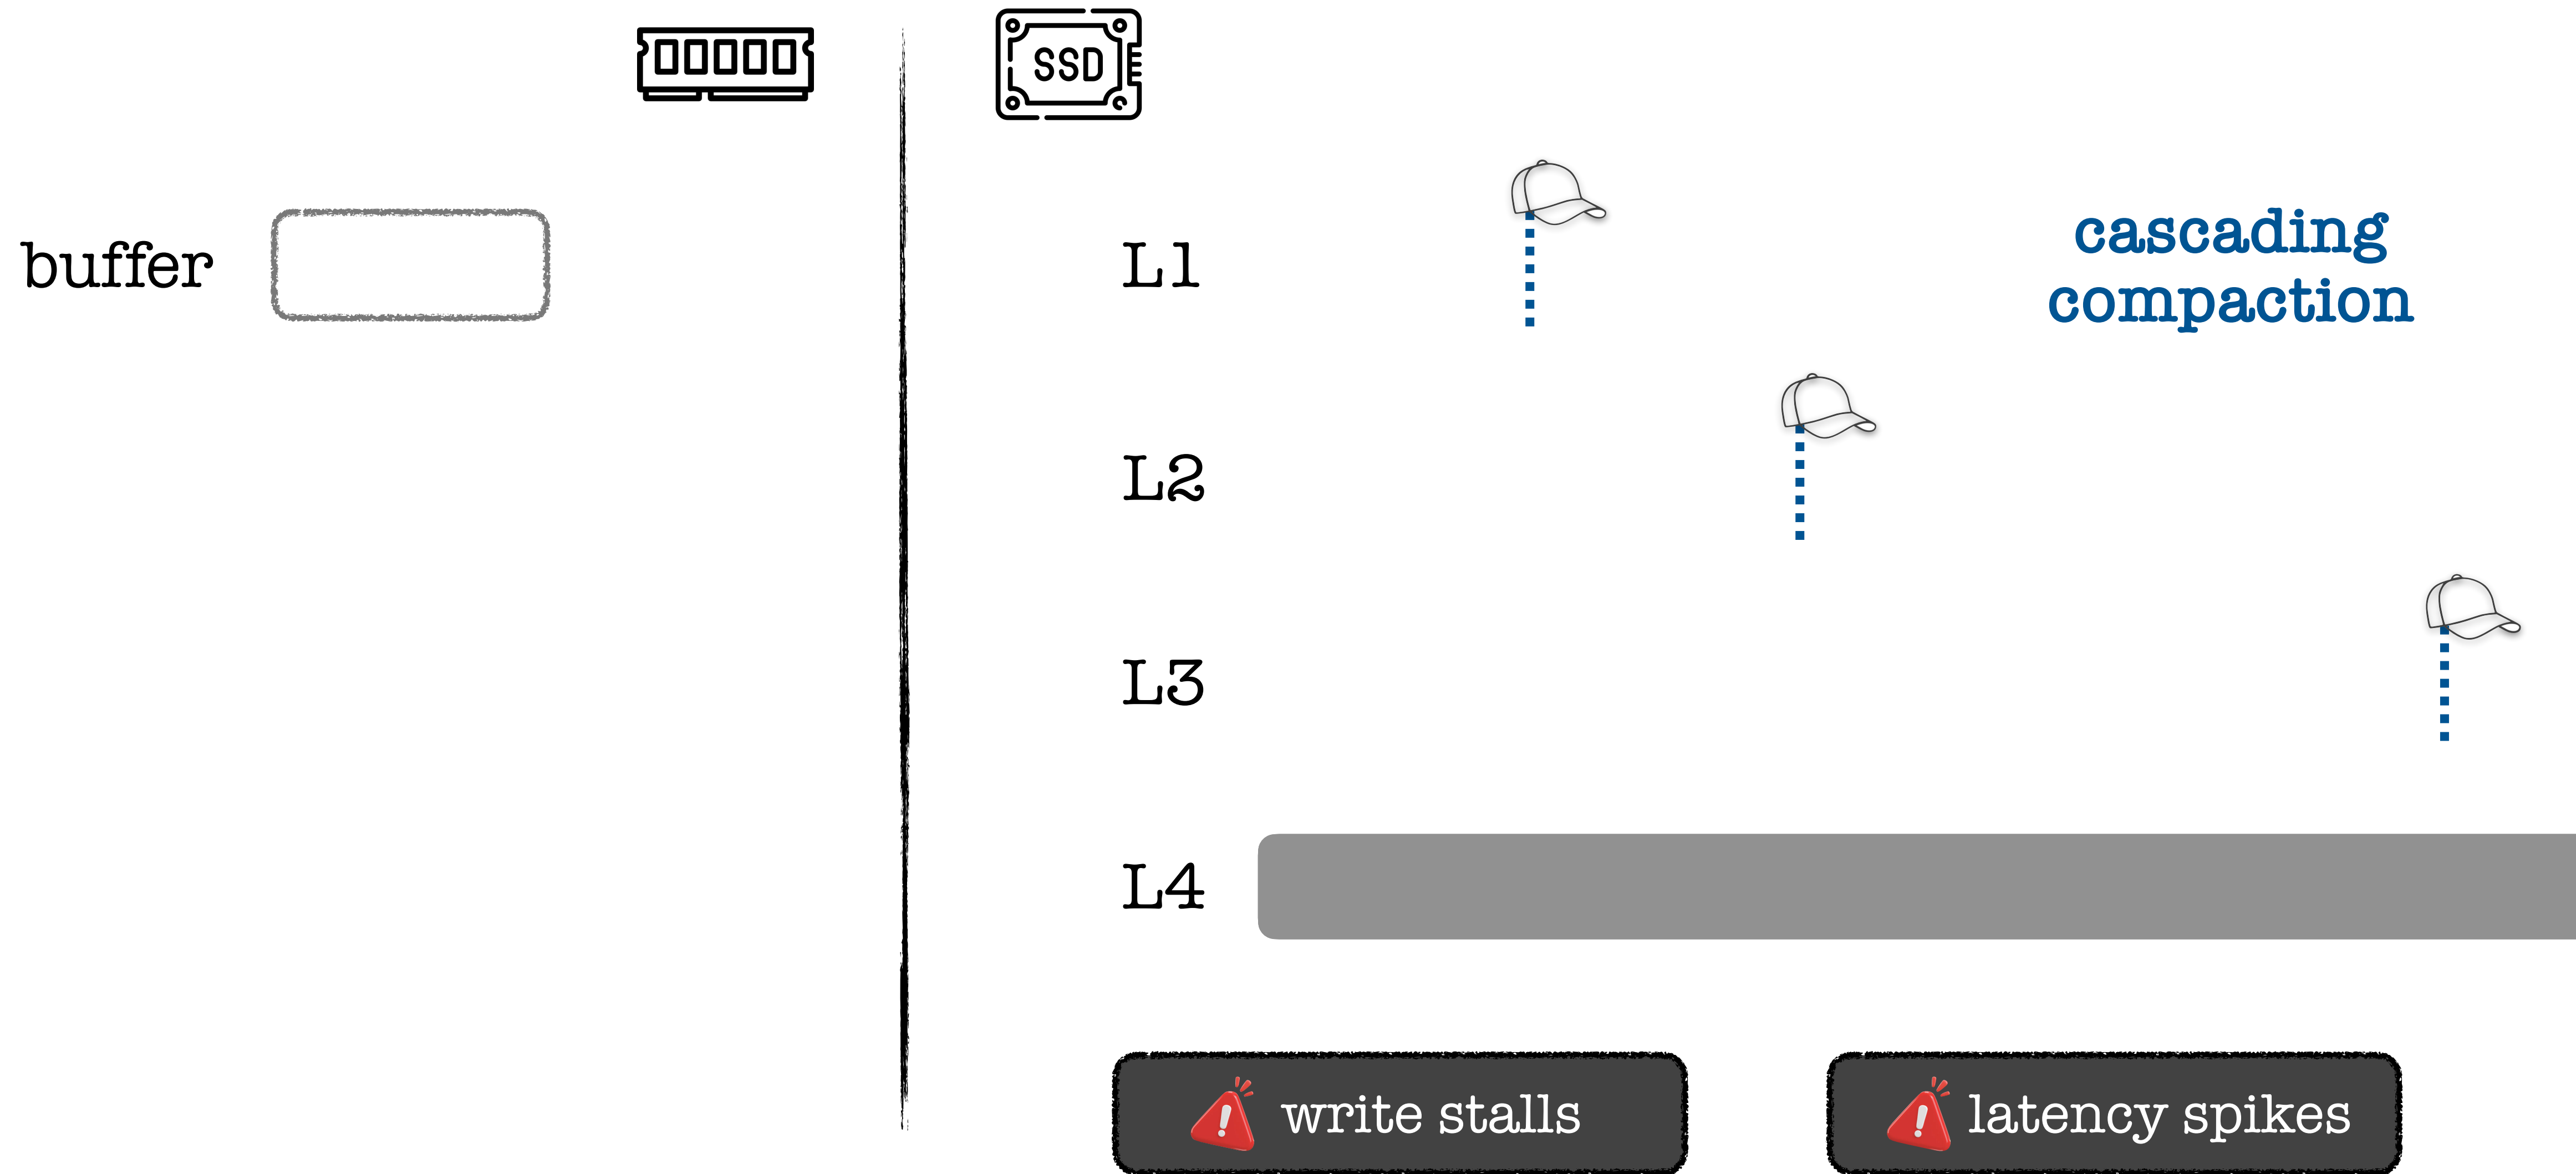 SSD
buffer
L1
cascading
compaction
L2
L3
L4
write stalls
latency spikes